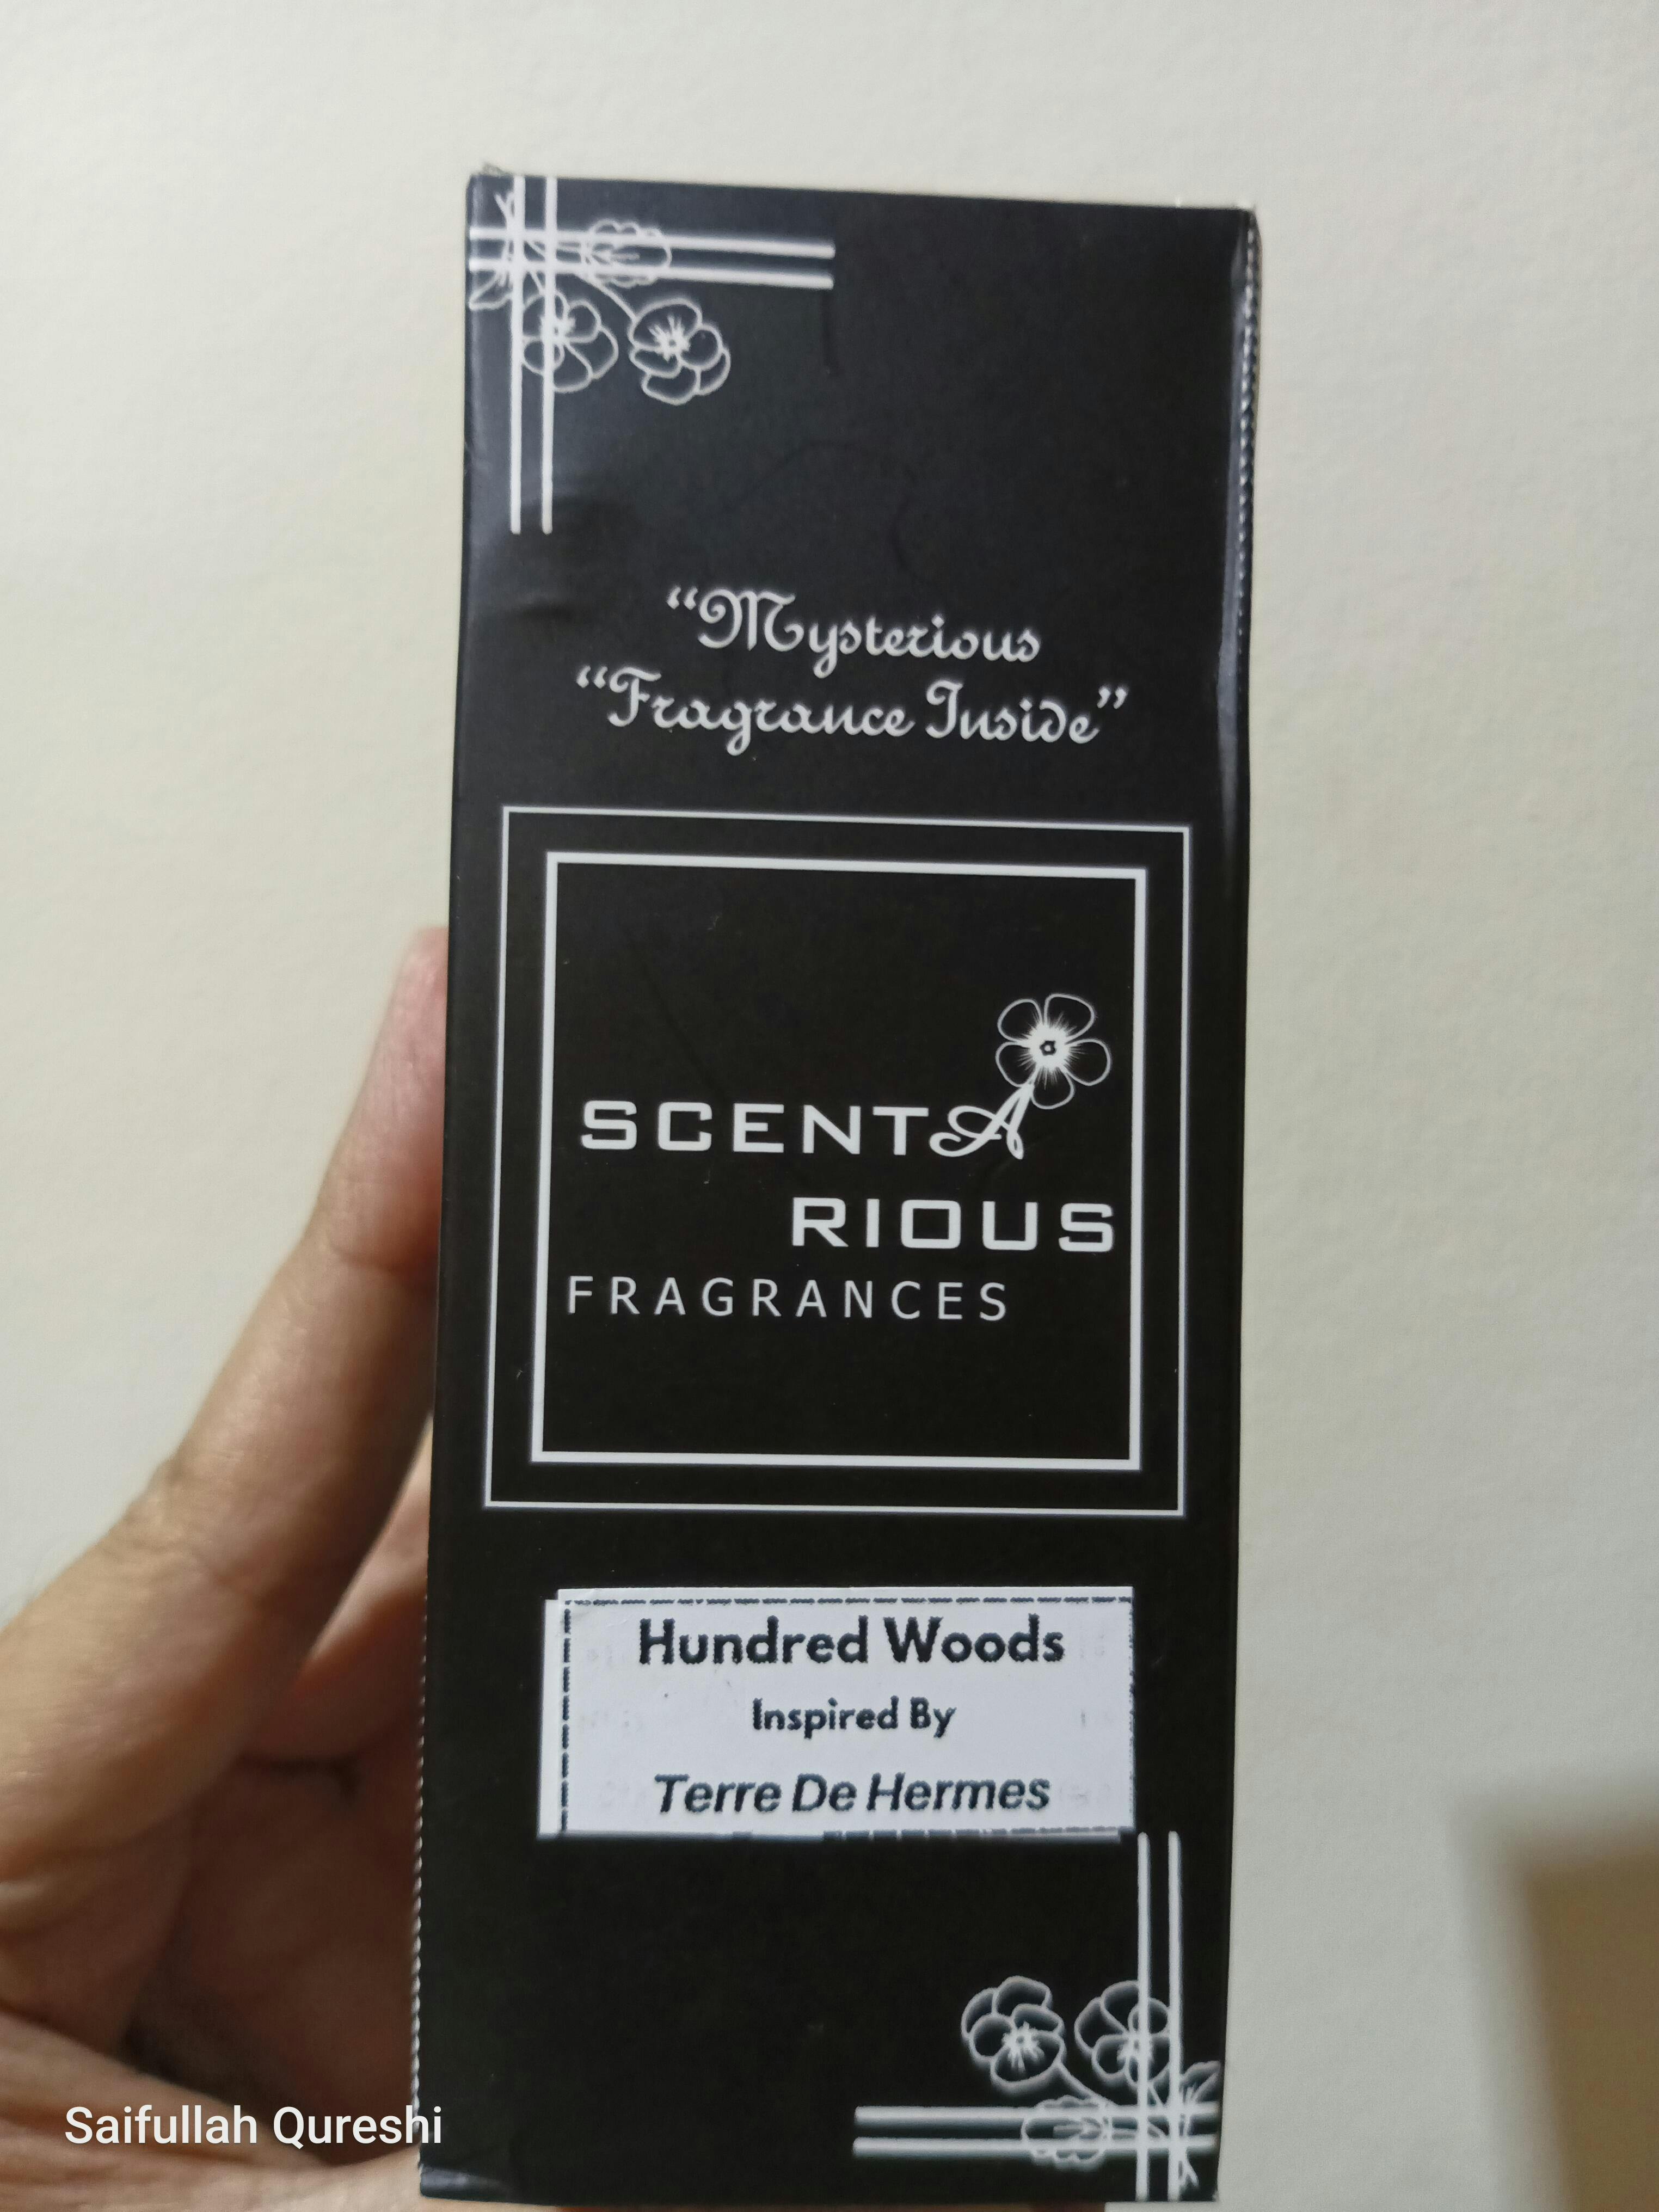 “Mysterious
“Fragrance Inside”
SCENTA
RIOUS
FRAGRANCES
Hundred Woods
Inspired By
Terre De Hermes
Saifullah Qureshi